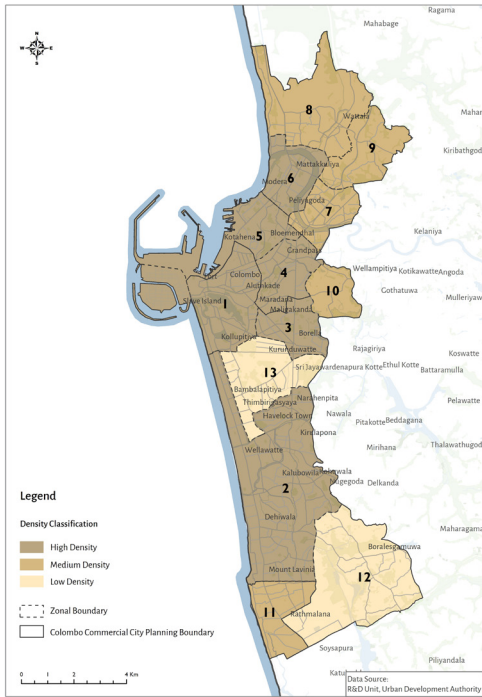 Ragama
Mahabage
N
W E
S
8
Wattala
Mahar
9
Kiribathgod
Mattakkuliya
6
Mudera
Peliyagoda
7
Bloemendhal
Kelaniya
5
Kotahena
Grandpass
Wellampitiya
Kotikawatte
Angoda
Fort
Colombo
4
Aluthkade
10
Gothatuwa
Mulleriyaw
Slave Island
1
Maradana
Maligakanda
3
Borella
Kollupitiya
Kurunduwatte
Rajagiriya
Koswatte
13
Sri Jayawardenapura Kotte
Ethul Kotte
Battaramulla
Bambalapitiya
Narahenpita
Pelawatte
Thimbirigasyaya
Havelock Town
Nawala
Pitakotte
Beddagana
Kirulapona
Mirihana
Thalawathugod
Wellawatte
Kalubowila
Nugegoda
Delkanda
2
Legend
Dehiwala
Density Classification
Maharagama
High Density
Boralesgamuwa
Medium Density
Mount Lavinia
12
Low Density
Zonal Boundary
11
Rathmalana
Colombo Commercial City Planning Boundary
Soysapura
Piliyandala
0 1 2 4 Km
Katu
Data Source:
R&D Unit, Urban Development Authority